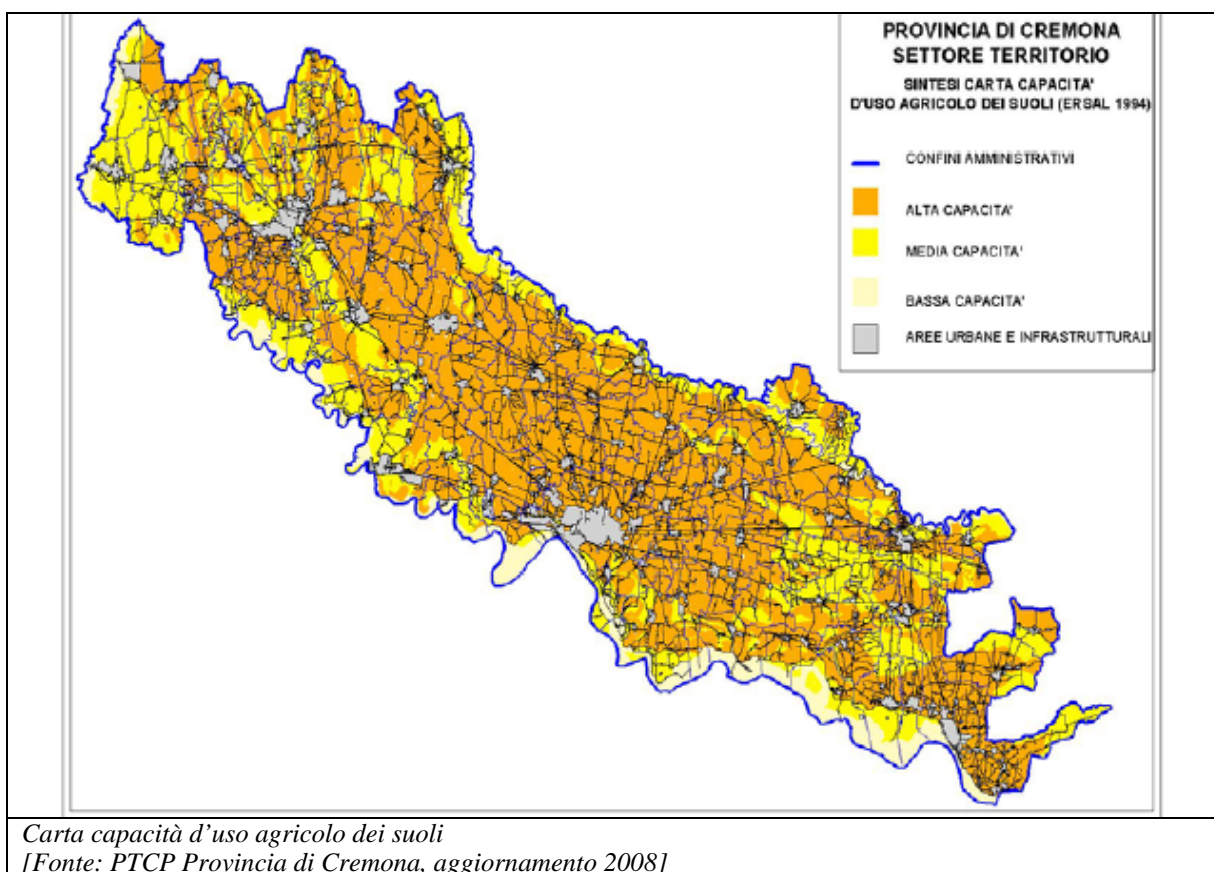 PROVINCIA DI CREMONA
SETTORE TERRITORIO
SINTESI CARTA CAPACITA'
D'USO AGRICOLO DEI SUOLI (ERSAL 1994)
CONFINI AMMINISTRATIVI
ALTA CAPACITA'
MEDIA CAPACITA'
BASSA CAPACITA'
AREE URBANE E INFRASTRUTTURALI
Carta capacità d'uso agricolo dei suoli
[Fonte: PTCP Provincia di Cremona, aggiornamento 2008]